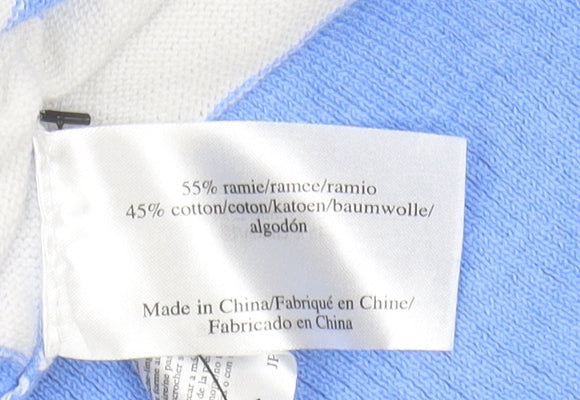 55% ramie/ramee/ramio
45% cotton/coton/katoen/baumwolle/
algodón
Made in China/Fabriqué en Chine/
Fabricado en China
JP